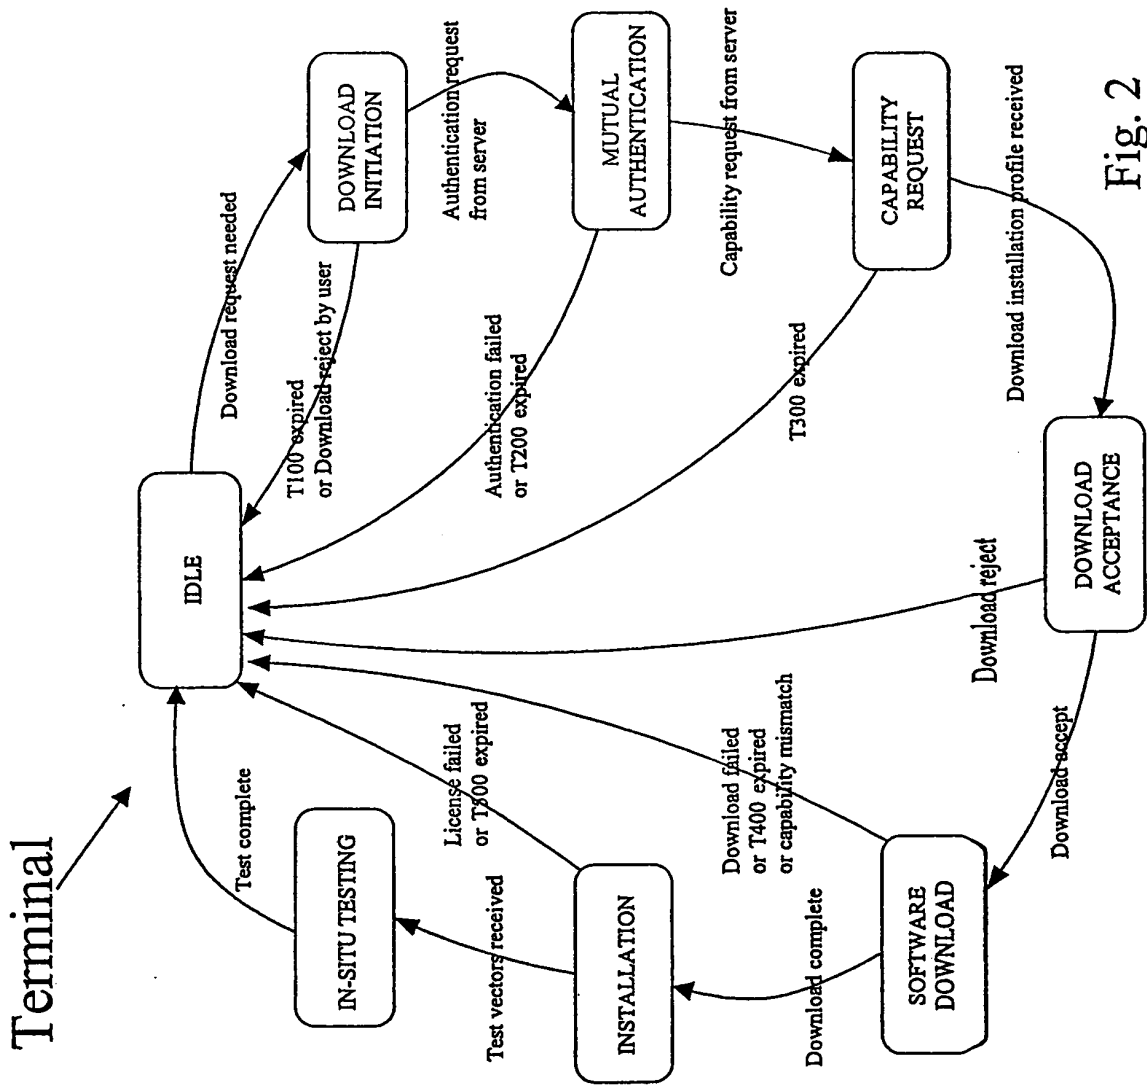 Terminal
IDLE
Download request needed
T100 expired
or Download reject by user
DOWNLOAD
INITIATION
Authentication request
from server
Authentication failed
or T200 expired
MUTUAL
AUTHENTICATION
Capability request from server
T300 expired
CAPABILITY
REQUEST
Download installation profile received
Download reject
DOWNLOAD
ACCEPTANCE
Download accept
Download failed
or T400 expired
or capability mismatch
SOFTWARE
DOWNLOAD
Download complete
License failed
or T500 expired
INSTALLATION
Test vectors received
IN-SITU TESTING
Test complete
Fig. 2